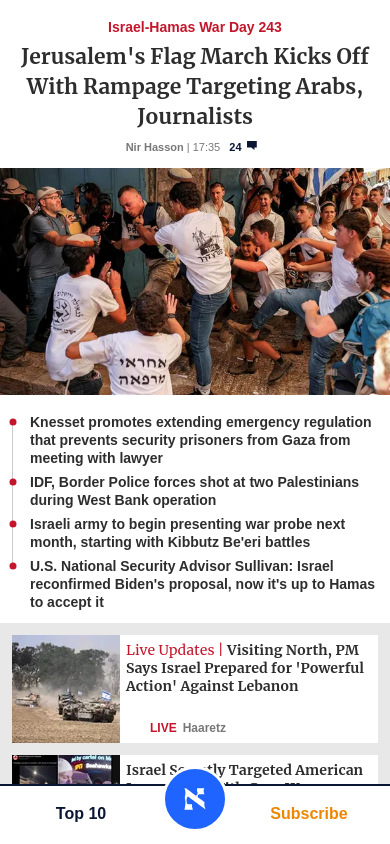 Israel-Hamas War Day 243
Jerusalem's Flag March Kicks Off
With Rampage Targeting Arabs,
Journalists
Nir Hasson | 17:35 24
אחראי
מרפאה
Knesset promotes extending emergency regulation
that prevents security prisoners from Gaza from
meeting with lawyer
IDF, Border Police forces shot at two Palestinians
during West Bank operation
Israeli army to begin presenting war probe next
month, starting with Kibbutz Be'eri battles
U.S. National Security Advisor Sullivan: Israel
reconfirmed Biden's proposal, now it's up to Hamas
to accept it
Live Updates | Visiting North, PM
Says Israel Prepared for 'Powerful
Action' Against Lebanon
LIVE Haaretz
Israel Targeted American
Top 10
Subscribe